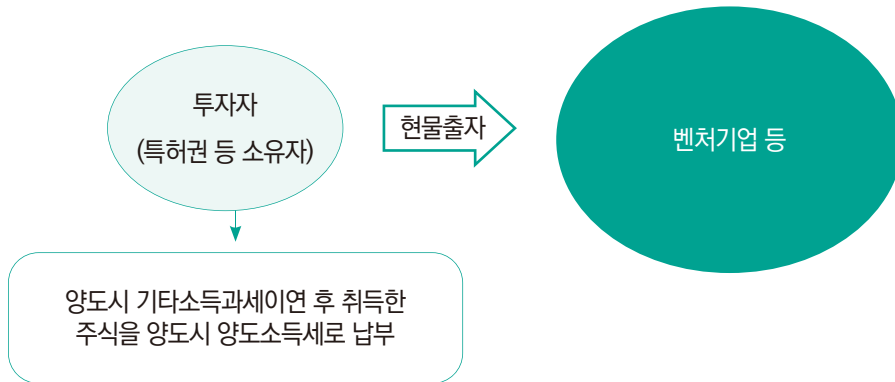 투자자
(특허권 등 소유자)
현물출자
벤처기업 등
양도시 기타소득과세이연 후 취득한
주식을 양도시 양도소득세로 납부